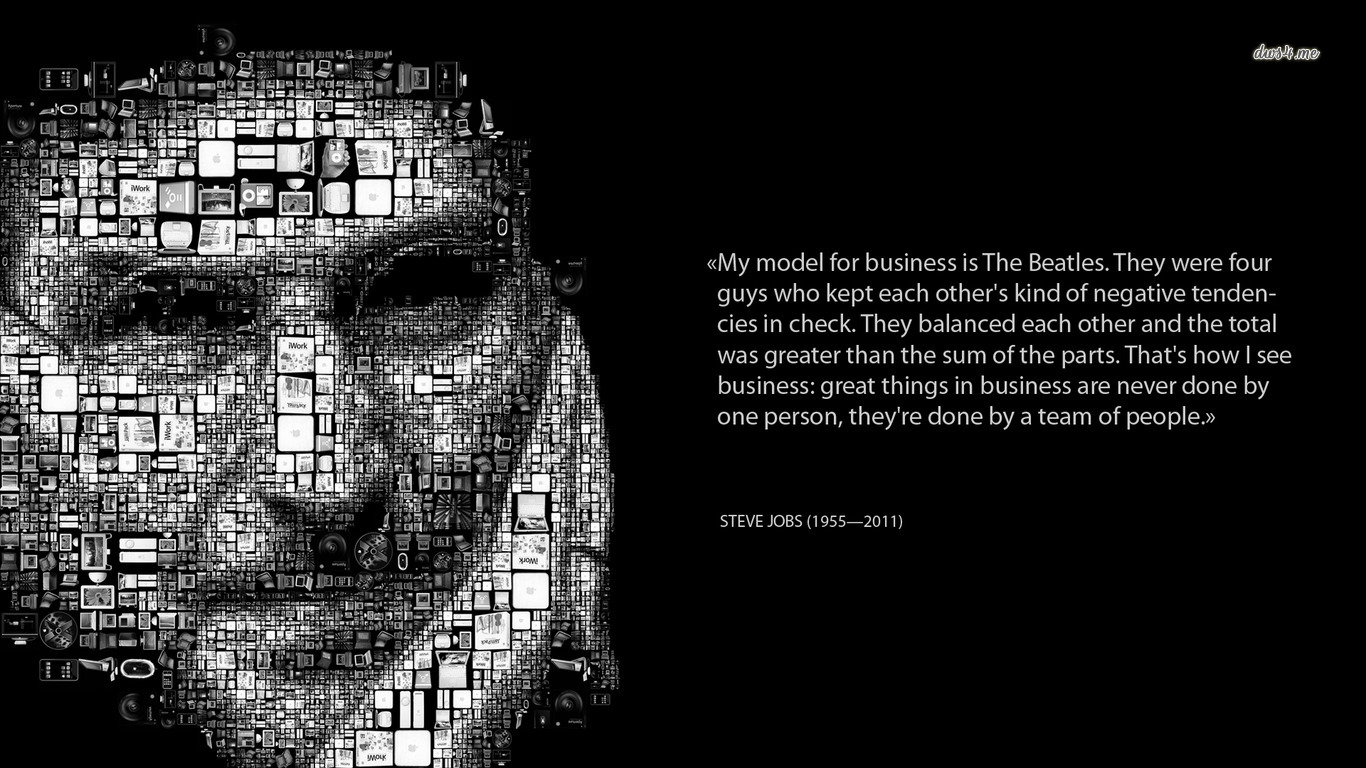 dws4.me
«My model for business is The Beatles. They were four
guys who kept each other's kind of negative tenden-
cies in check. They balanced each other and the total
was greater than the sum of the parts. That's how I see
business: great things in business are never done by
one person, they're done by a team of people.»
STEVE JOBS (1955—2011)
iWork
iWork
iWork
iWork
iWork